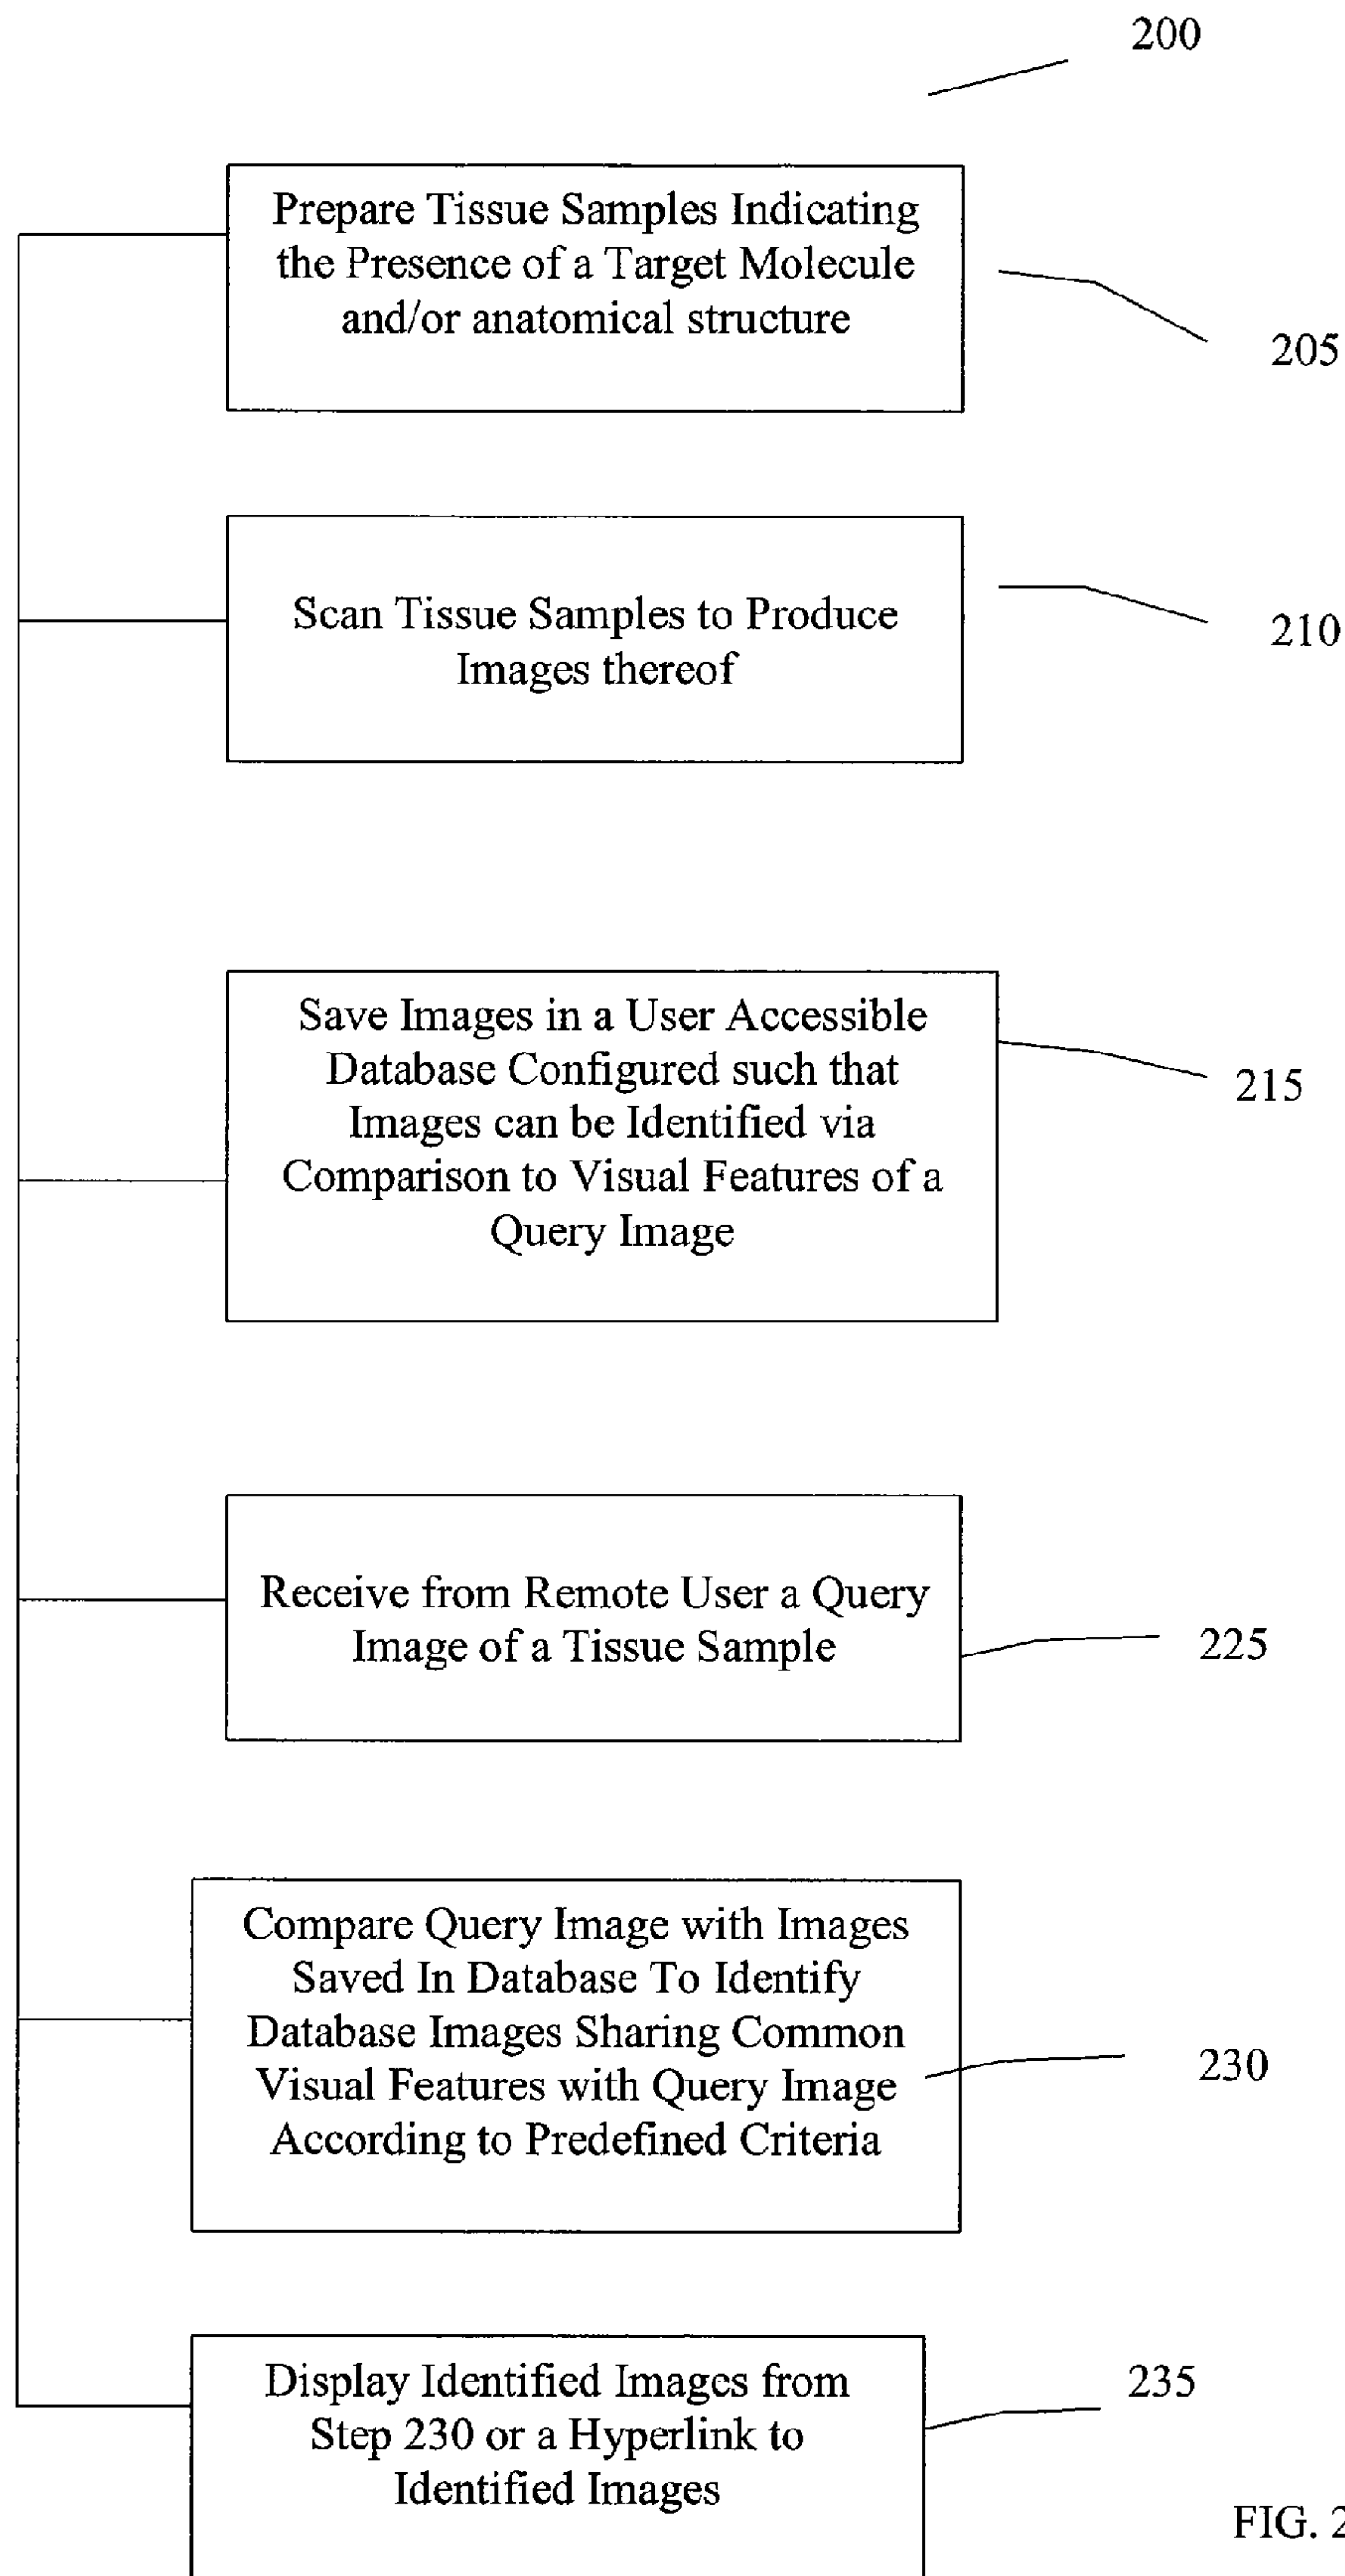 200
Prepare Tissue Samples Indicating
the Presence of a Target Molecule
and/or anatomical structure
205
Scan Tissue Samples to Produce
Images thereof
210
Save Images in a User Accessible
Database Configured such that
Images can be Identified via
Comparison to Visual Features of a
Query Image
215
Receive from Remote User a Query
Image of a Tissue Sample
225
Compare Query Image with Images
Saved In Database To Identify
Database Images Sharing Common
Visual Features with Query Image
According to Predefined Criteria
230
Display Identified Images from
Step 230 or a Hyperlink to
Identified Images
235
FIG. 2